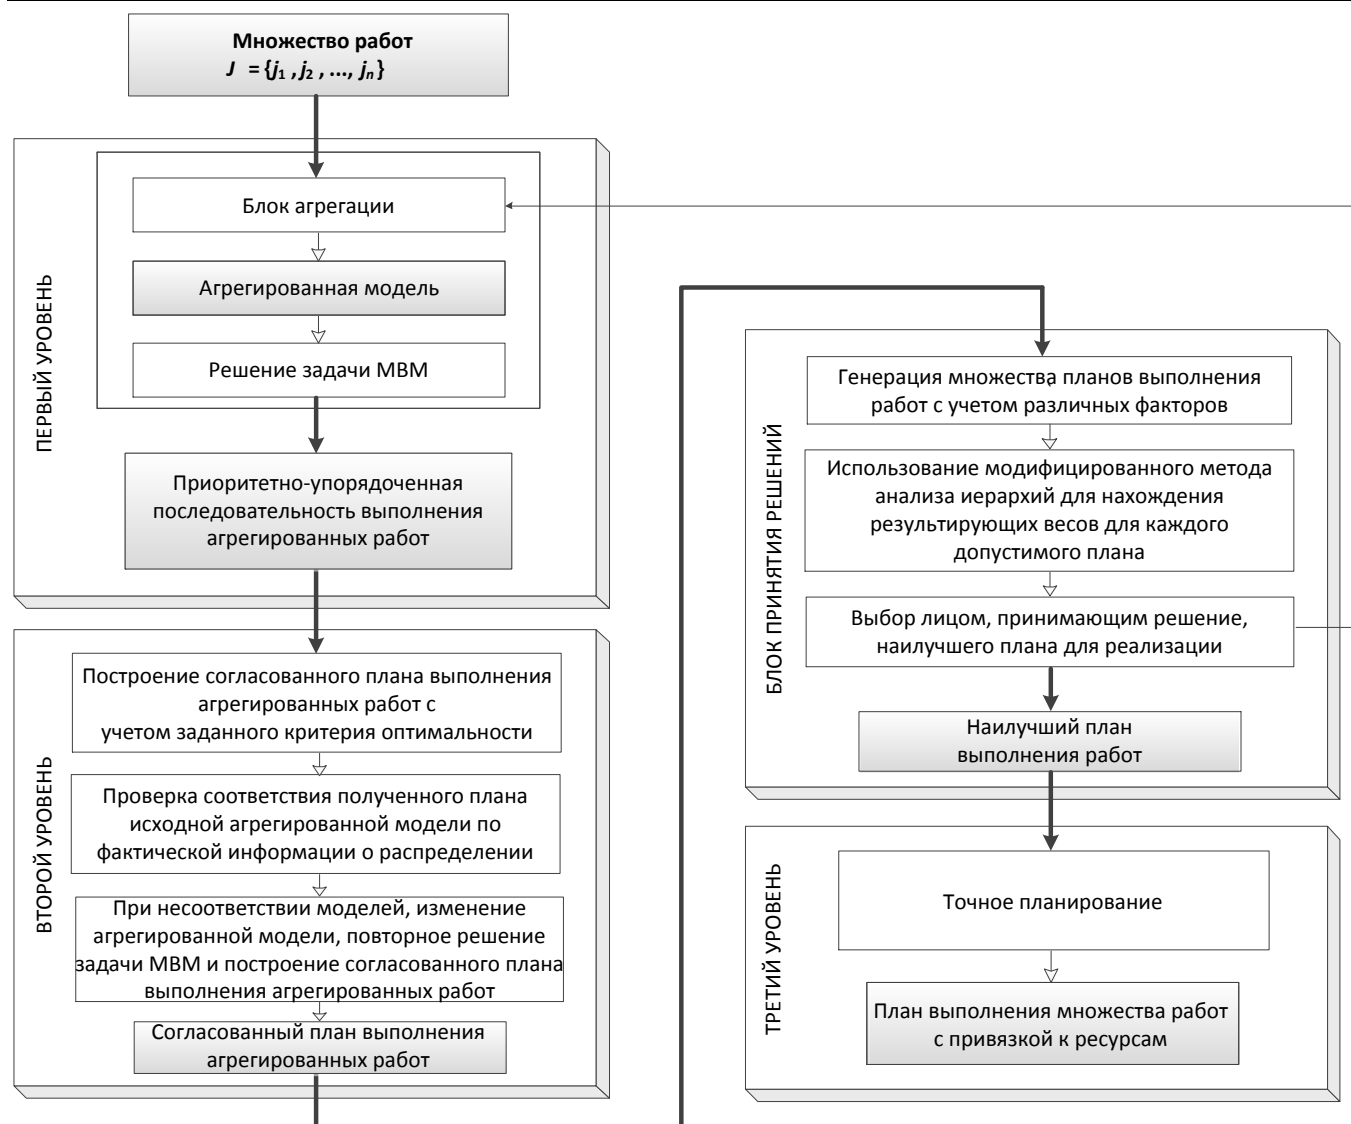 Множество работ
J = {j1 , j2 , ..., jn }
ПЕРВЫЙ УРОВЕНЬ
Блок агрегации
Агрегированная модель
Решение задачи МВМ
Приоритетно-упорядоченная
последовательность выполнения
агрегированных работ
ВТОРОЙ УРОВЕНЬ
Построение согласованного плана выполнения
агрегированных работ с
учетом заданного критерия оптимальности
Проверка соответствия полученного плана
исходной агрегированной модели по
фактической информации о распределении
При несоответствии моделей, изменение
агрегированной модели, повторное решение
задачи МВМ и построение согласованного плана
выполнения агрегированных работ
Согласованный план выполнения
агрегированных работ
БЛОК ПРИНЯТИЯ РЕШЕНИЙ
Генерация множества планов выполнения
работ с учетом различных факторов
Использование модифицированного метода
анализа иерархий для нахождения
результирующих весов для каждого
допустимого плана
Выбор лицом, принимающим решение,
наилучшего плана для реализации
Наилучший план
выполнения работ
ТРЕТИЙ УРОВЕНЬ
Точное планирование
План выполнения множества работ
с привязкой к ресурсам